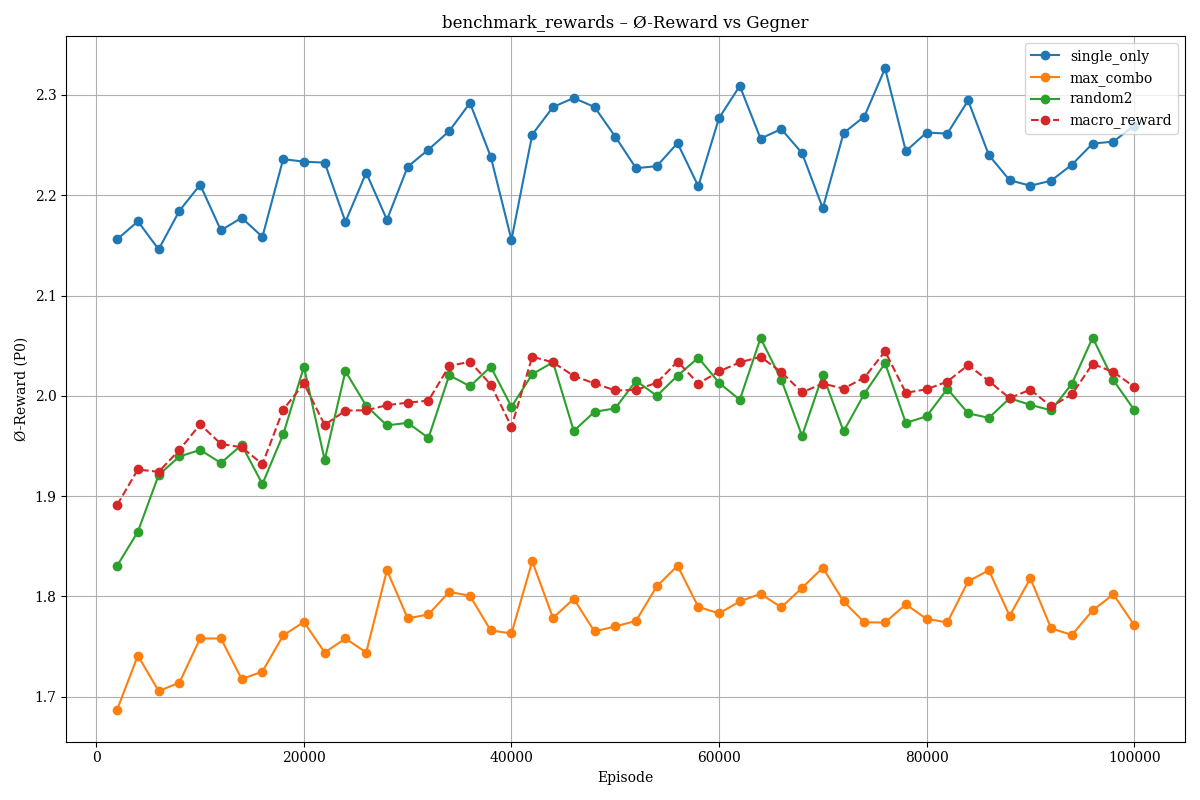 benchmark_rewards – Ø-Reward vs Gegner
single_only
max_combo
random2
macro_reward
Ø-Reward (P0)
2.3
2.2
2.1
2.0
1.9
1.8
1.7
0 20000 40000 60000 80000 100000
Episode